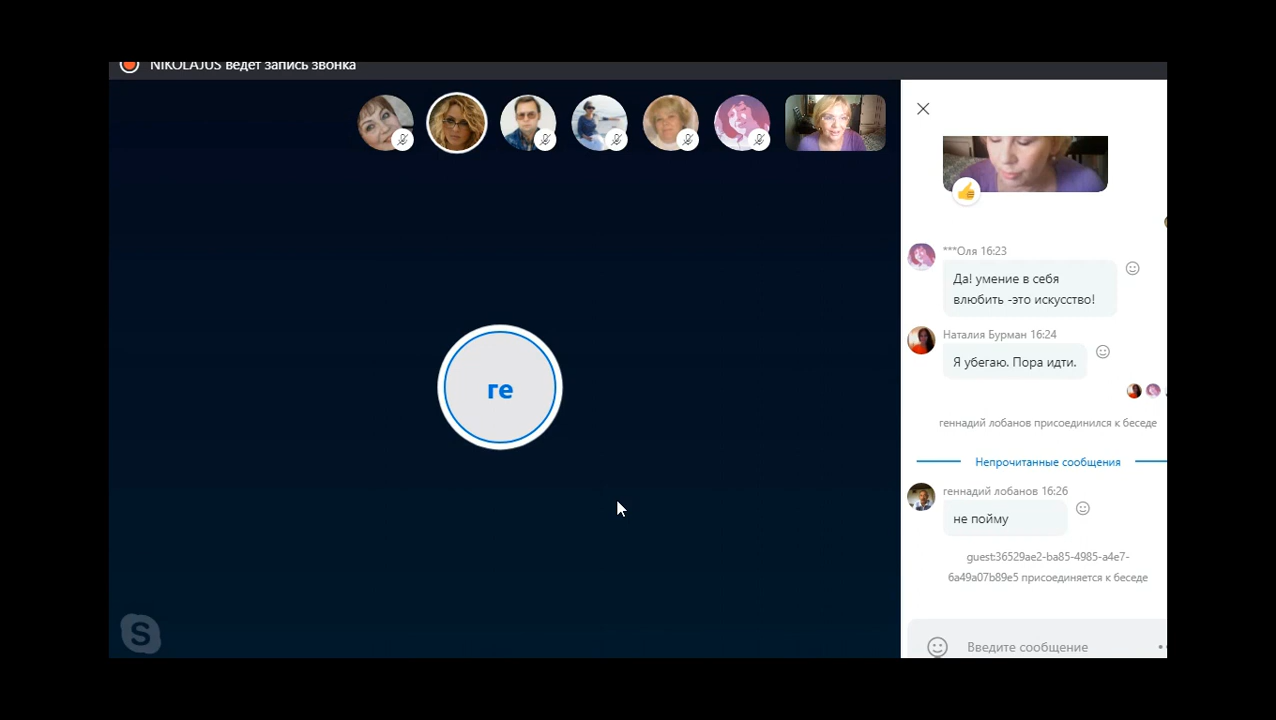 NIKOLAJUS ведет запись звонка
***Оля 16:23
Да! умение в себя
влюбить -это искусство!
Наталия Бурман 16:24
Я убегаю. Пора идти.
геннадий лобанов присоединился к беседе
Непрочитанные сообщения
геннадий лобанов 16:26
не пойму
guest:36529ae2-ba85-4985-a4e7-
6a49a07b89e5 присоединяется к беседе
Введите сообщение
ге
S